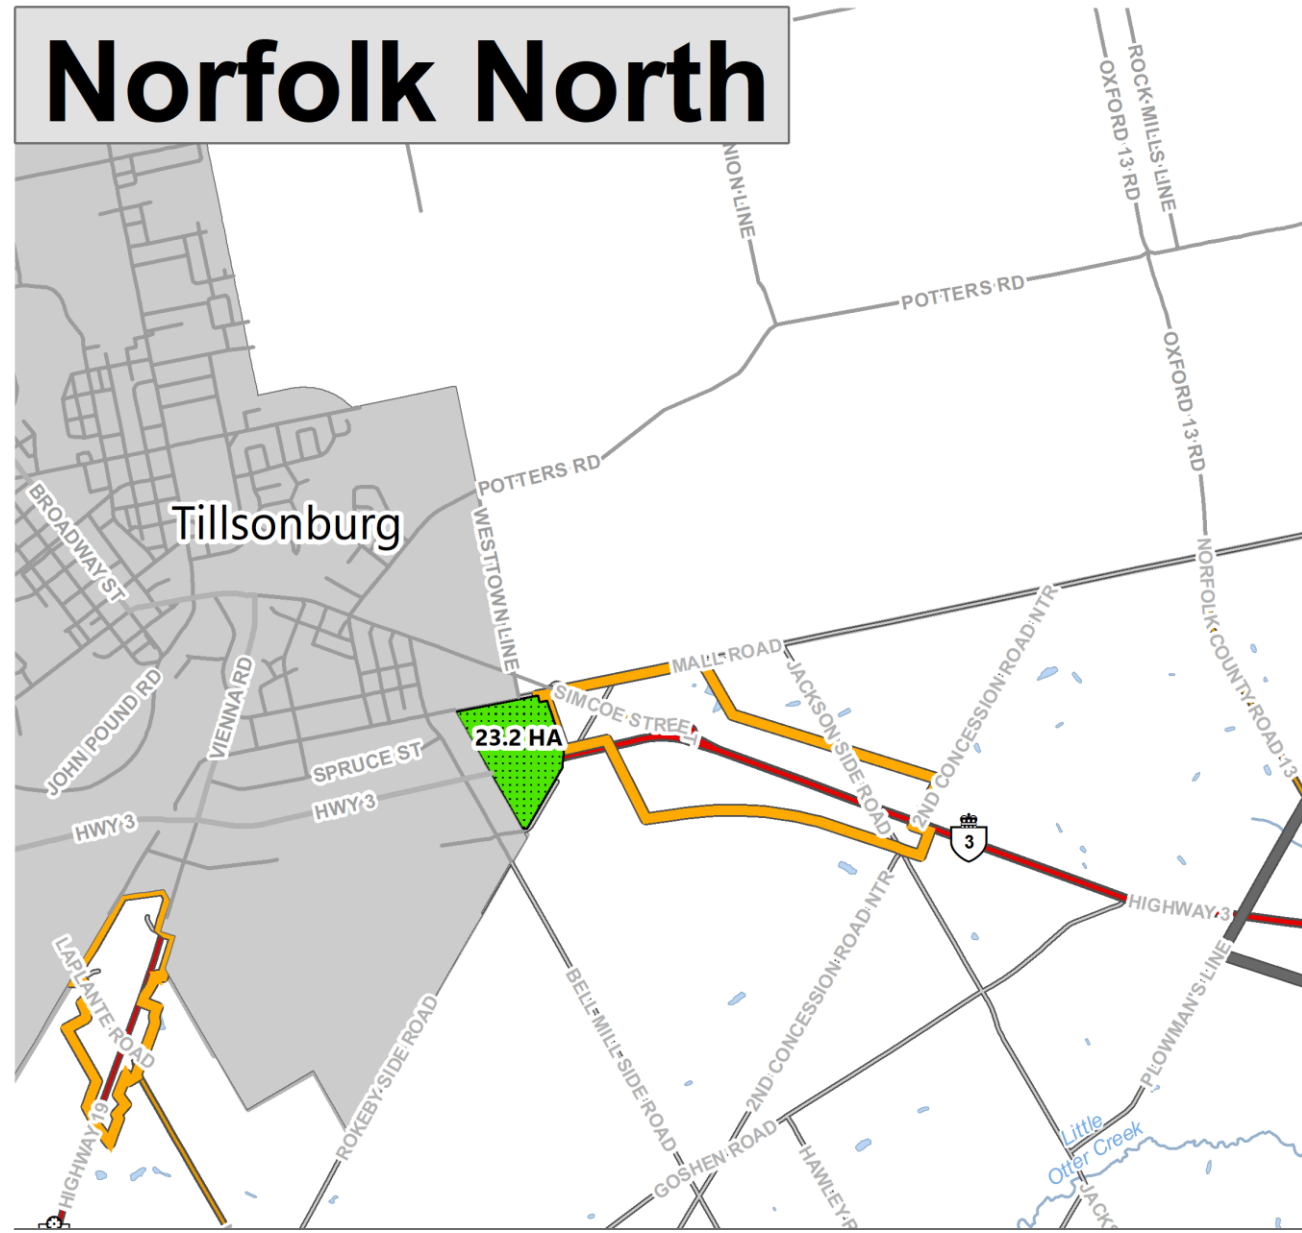 Norfolk North
NION LINE
OXFORD 13 RD
ROCK MILLS LINE
POTTERS RD
OXFORD 13 RD
POTTERS RD
BROADWAY ST
Tillsonburg
WESTTOWN LINE
NORFOLK COUNTY ROAD 13
MALL ROAD
2ND CONCESSION ROAD NTR
JACKSON SIDE ROAD
SIMCOE STREET
JOHN POUND RD
VIENNA RD
23.2 HA
SPRUCE ST
HWY 3
HWY 3
3
HIGHWAY 3
LAPLANTE ROAD
2ND CONCESSION ROAD NTR
PLOWMAN'S LINE
BELL MILL SIDE ROAD
ROKEBY SIDE ROAD
HIGHWAY 19
GOSHEN ROAD
HAWLEY R
Little
Otter Creek
JACKS